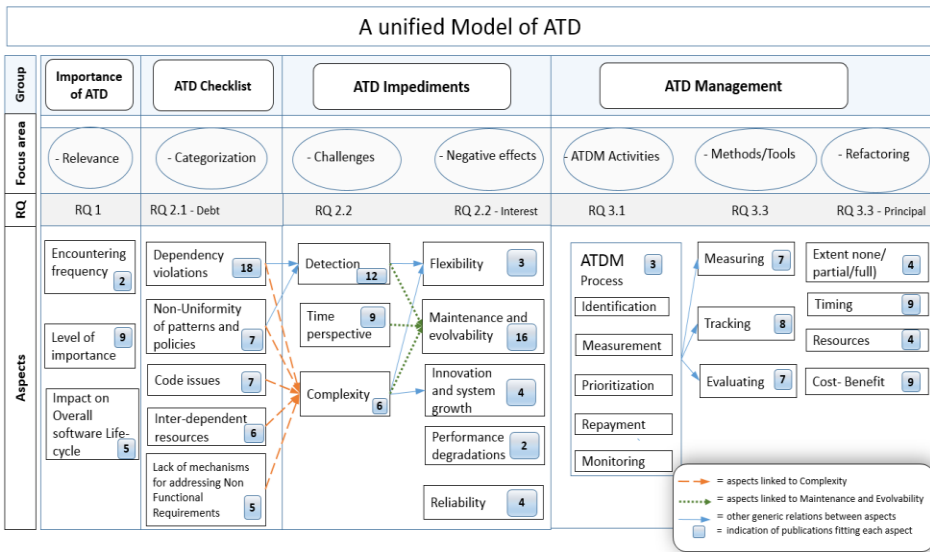 A unified Model of ATD
Group
Importance
of ATD
ATD Checklist
ATD Impediments
ATD Management
Focus area
- Relevance
- Categorization
- Challenges
- Negative effects
- ATDM Activities
- Methods/Tools
- Refactoring
RQ
RQ 1
RQ 2.1 - Debt
RQ 2.2
RQ 2.2 - Interest
RQ 3.1
RQ 3.3
RQ 3.3 - Principal
Aspects
Encountering
frequency
2
Level of
importance
9
Impact on
Overall
software Life-
cycle
5
Dependency
violations
18
Non-Uniformity
of patterns and
policies
7
Code issues
7
Inter-dependent
resources
6
Lack of mechanisms
for addressing Non
Functional
Requirements
5
Detection
12
Time
perspective
9
Complexity
6
Flexibility
3
Maintenance and
evolvability
16
Innovation
and system
growth
4
Performance
degradations
2
Reliability
4
ATDM
Process
3
Identification
Measurement
Prioritization
Repayment
Monitoring
Measuring
7
Tracking
8
Evaluating
7
Extent none/
partial/full)
4
Timing
9
Resources
4
Cost- Benefit
9
= aspects linked to Complexity
= aspects linked to Maintenance and Evolvability
= other generic relations between aspects
= indication of publications fitting each aspect